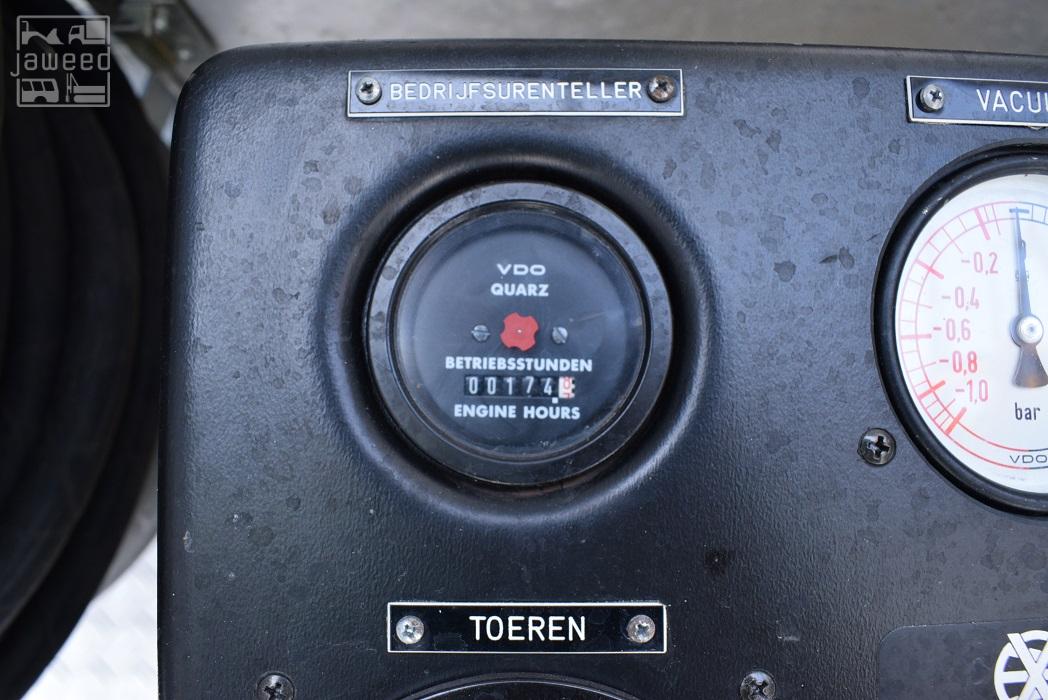 jaweed
BEDRIJFSURENTELLER
VACU
VDO
QUARZ
BETRIEBSSTUNDEN
00174
ENGINE HOURS
-0,2
-0,4
-0,6
-0,8
-1,0
bar
VDO
TOEREN